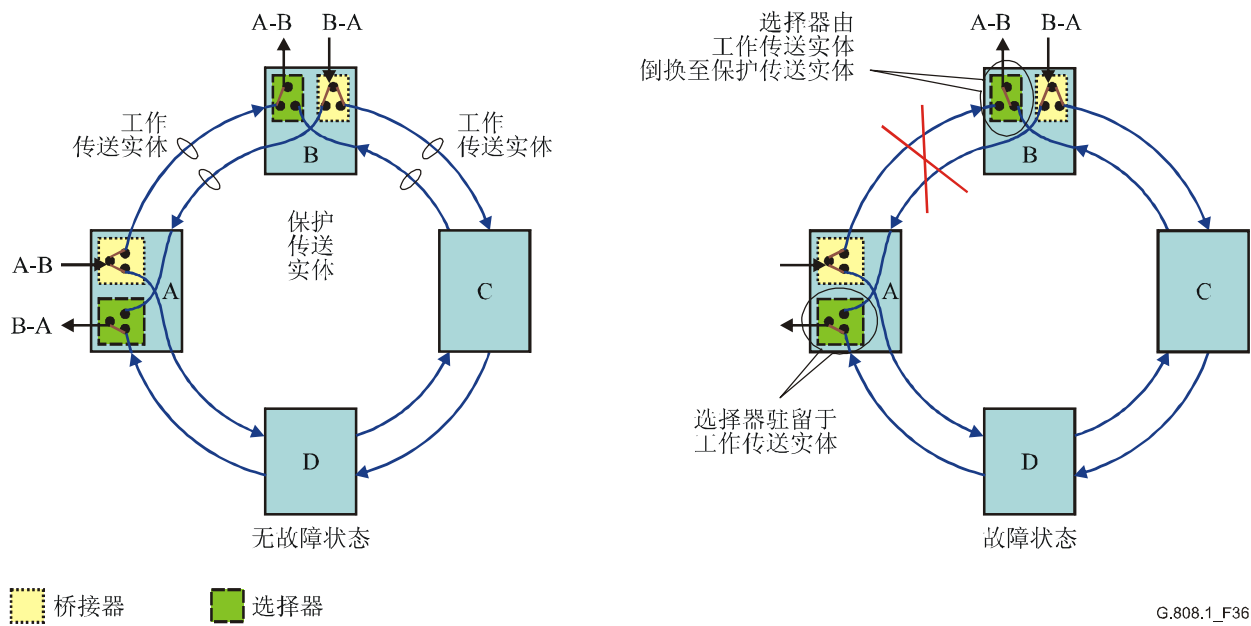 A-B
B-A
工作
传送实体
B
工作
传送实体
保护
传送
实体
A-B
A
B-A
C
D
无故障状态
A-B
B-A
选择器由
工作传送实体
倒换至保护传送实体
B
A
C
选择器驻留于
工作传送实体
D
故障状态
桥接器
选择器
G.808.1_F36